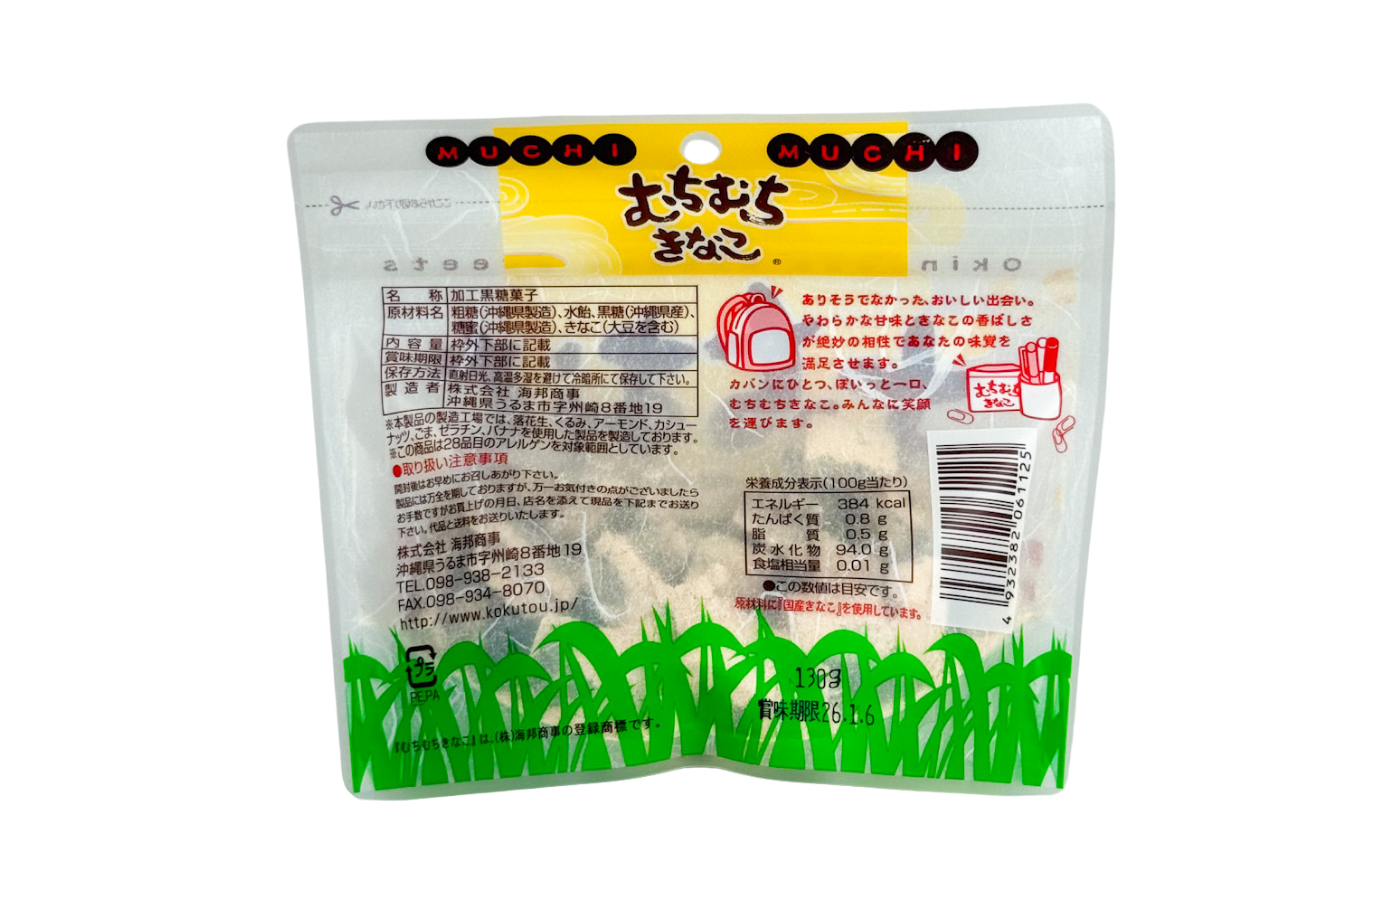 MUCHI MUCHI
ここからお切り下さい。
むちむち
きなこ®
Okin eets
名称 加工黒糖菓子
原材料名 粗糖(沖縄県製造)、水飴、黒糖(沖縄県産)、
糖蜜(沖縄県製造)、きなこ(大豆を含む)
内容量 枠外下部に記載
賞味期限 枠外下部に記載
保存方法 直射日光、高温多湿を避けて冷暗所にて保存して下さい。
製造者 株式会社 海邦商事
沖縄県うるま市字州崎8番地19
※本製品の製造工場では、落花生、くるみ、アーモンド、カシュー
ナッツ、ごま、ゼラチン、バナナを使用した製品を製造しております。
※この商品は28品目のアレルゲンを対象範囲としています。
●取り扱い注意事項
開封後はお早めにお召しあがり下さい。
製品には万全を期しておりますが、万一お気付きの点がございましたら
お手数ですがお買上げの月日、店名を添えて現品を下記までお送り
下さい。代品と送料をお送りいたします。
株式会社 海邦商事
沖縄県うるま市字州崎8番地19
TEL.098-938-2133
FAX.098-934-8070
http://www.kokutou.jp/
プラ
PE,PA
『むちむちきなこ』は、(株)海邦商事の登録商標です。
ありそうでなかった、おいしい出会い。
やわらかな甘味ときなこの香ばしさ
が絶妙の相性であなたの味覚を
満足させます。
カバンにひとつ、ぽいっと一口、
むちむちきなこ。みんなに笑顔
を運びます。
むちむち
きなこ
栄養成分表示(100g当たり)
エネルギー 384 kcal
たんぱく質 0.8 g
脂質 0.5 g
炭水化物 94.0 g
食塩相当量 0.01 g
●この数値は目安です。
原材料に『国産きなこ』を使用しています。
4 932382 061125
130g
賞味期限26.1.6